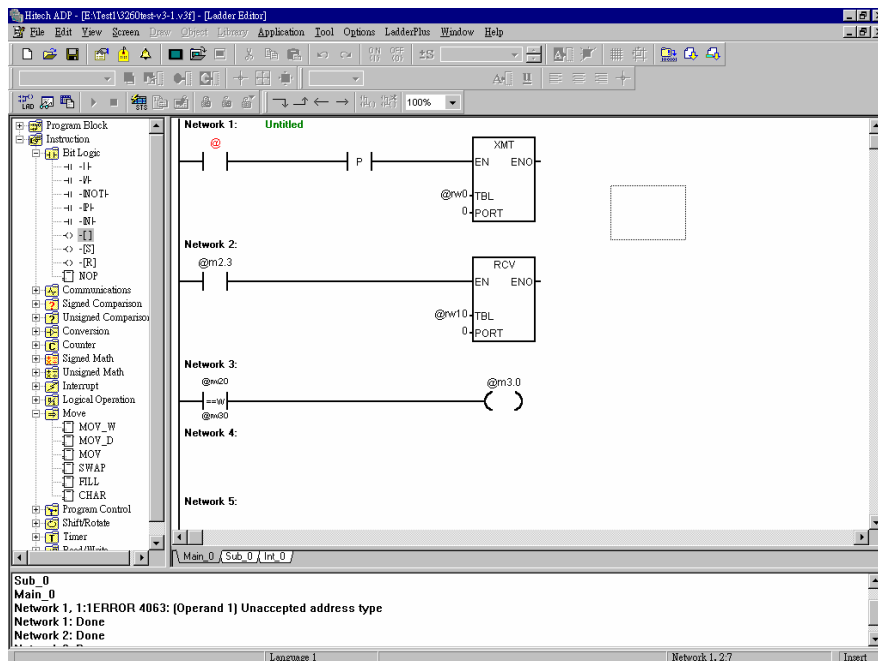 Hitech ADP - [E:\Test1\3260test-v3-1.v3f] - [Ladder Editor]
File Edit View Screen Draw Object Library Application Tool Options LadderPlus Window Help
100%
Program Block
Instruction
Bit Logic
-I-
-I/I-
-INOTI-
-IPI-
-INI-
-[]
-[S]
-[R]
NOP
Communications
Signed Comparison
Unsigned Comparison
Conversion
Counter
Signed Math
Unsigned Math
Interrupt
Logical Operation
Move
MOV_W
MOV_D
MOV
SWAP
FILL
CHAR
Program Control
Shift/Rotate
Timer
Read/Write
Network 1: Untitled
@
P
XMT
EN ENO
@rw0 TBL
0 PORT
Network 2:
@m2.3
RCV
EN ENO
@rw10 TBL
0 PORT
Network 3:
@rw20
==W
@rw30
@m3.0
Network 4:
Network 5:
Main_0 Sub_0 Int_0
Sub_0
Main_0
Network 1, 1:1ERROR 4063: (Operand 1) Unaccepted address type
Network 1: Done
Network 2: Done
Language 1
Network 1, 2:7
Insert